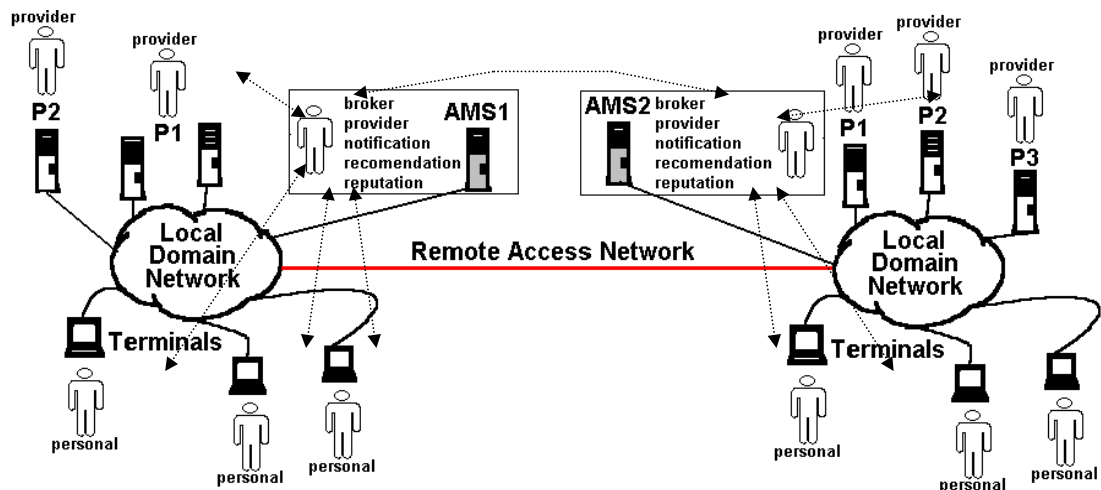 provider
provider
P2
P1
broker
provider
notification
recomendation
reputation
AMS1
AMS2
broker
provider
notification
recomendation
reputation
provider
provider
provider
P1
P2
P3
Local
Domain
Network
Remote Access Network
Local
Domain
Network
Terminals
personal
personal
personal
Terminals
personal
personal
personal